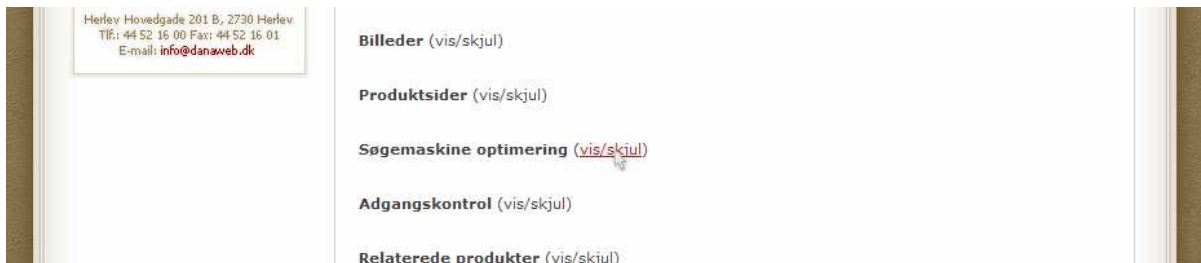 Herlev Hovedgade 201 B, 2730 Herlev
Tlf.: 44 52 16 00 Fax: 44 52 16 01
E-mail: info@danaweb.dk
Billeder (vis/skjul)
Produktsider (vis/skjul)
Søgemaskine optimering (vis/skjul)
Adgangskontrol (vis/skjul)
Relaterede produkter (vis/skjul)